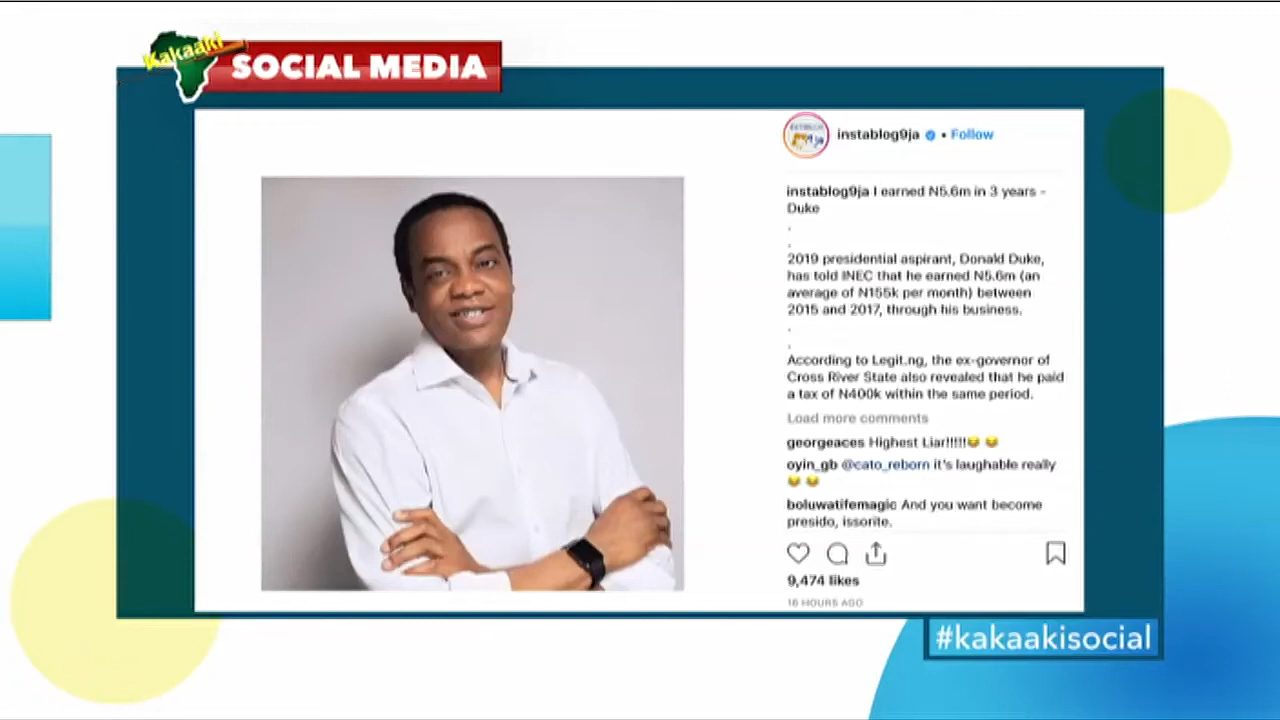 Kakaaki
SOCIAL MEDIA
instablog9ja • Follow
instablog9ja I earned N5.6m in 3 years -
Duke
.
.
2019 presidential aspirant, Donald Duke,
has told INEC that he earned N5.6m (an
average of N155k per month) between
2015 and 2017, through his business.
.
.
According to Legit.ng, the ex-governor of
Cross River State also revealed that he paid
a tax of N400k within the same period.
Load more comments
georgeaces Highest Liar!!!!!😂 😂
oyin_gb @cato_reborn it's laughable really
😂 😂
boluwatifemagic And you want become
presido, issorite.
9,474 likes
16 HOURS AGO
#kakaakisocial